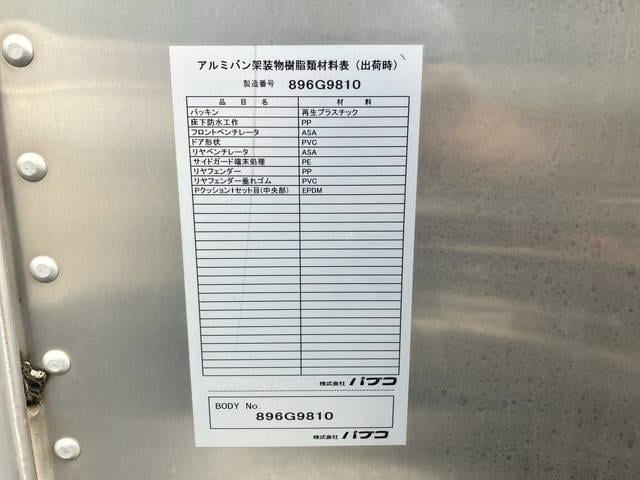 アルミバン架装物樹脂類材料表（出荷時）
製造番号 896G9810
品目名 材料
パッキン 再生プラスチック
床下防水工作 PP
フロントベンチレータ ASA
ドア形状 PVC
リヤベンチレータ ASA
サイドガード端末処理 PE
リヤフェンダー PP
リヤフェンダー垂れゴム PVC
Pクッション1セット目(中央部) EPDM
株式会社 パブコ
BODY No.
896G9810
株式会社 パブコ